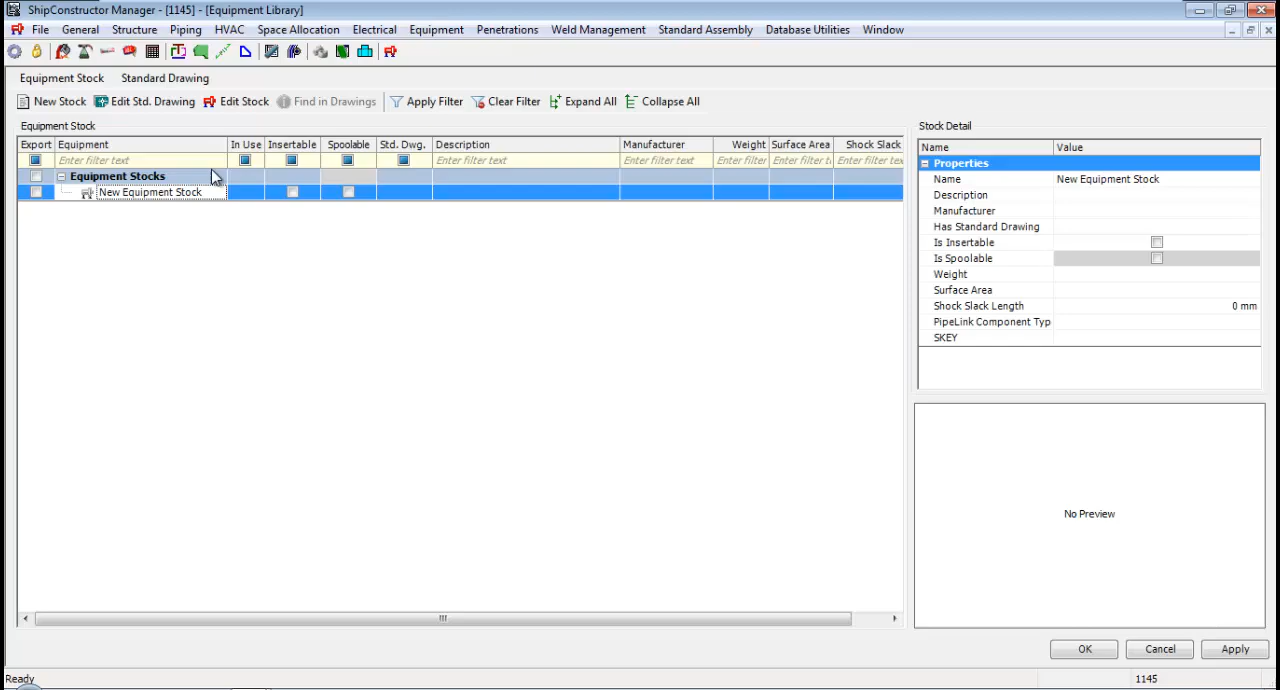 ShipConstructor Manager - [1145] - [Equipment Library]
File General Structure Piping HVAC Space Allocation Electrical Equipment Penetrations Weld Management Standard Assembly Database Utilities Window
Equipment Stock Standard Drawing
New Stock Edit Std. Drawing Edit Stock Find in Drawings Apply Filter Clear Filter Expand All Collapse All
Equipment Stock
Export Equipment In Use Insertable Spoolable Std. Dwg. Description Manufacturer Weight Surface Area Shock Slack
Enter filter text Enter filter text Enter filter text Enter filter Enter filter t Enter filter tex
Equipment Stocks
New Equipment Stock
Stock Detail
Name Value
Properties
Name New Equipment Stock
Description
Manufacturer
Has Standard Drawing
Is Insertable
Is Spoolable
Weight
Surface Area
Shock Slack Length 0 mm
PipeLink Component Typ
SKEY
No Preview
OK Cancel Apply
Ready 1145